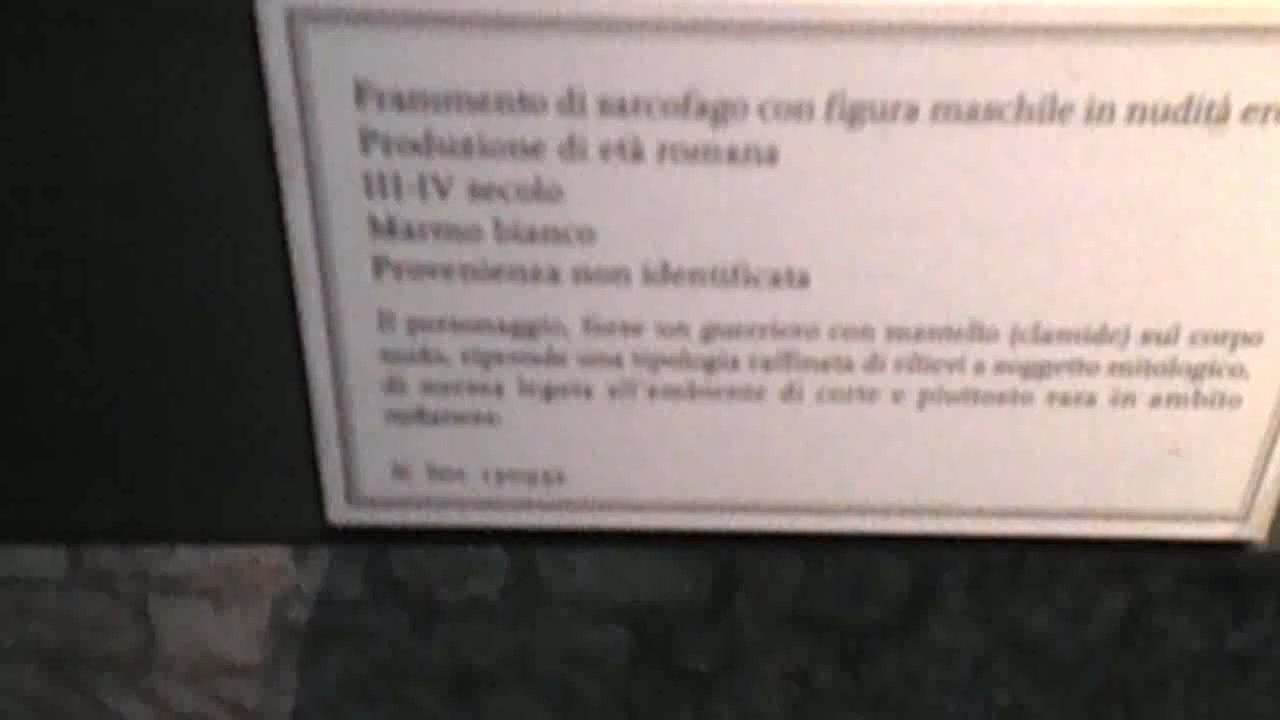 Frammento di sarcofago con figura maschile in nudità
Produzione di età romana
III-IV secolo
Marmo bianco
Provenienza non identificata
Il personaggio, forse un guerriero con mantello (clamide) sul corpo
nudo, riprende una tipologia raffinata di rilievi a soggetto mitologico,
di norma legata all'ambiente di corte e piuttosto rara in ambito